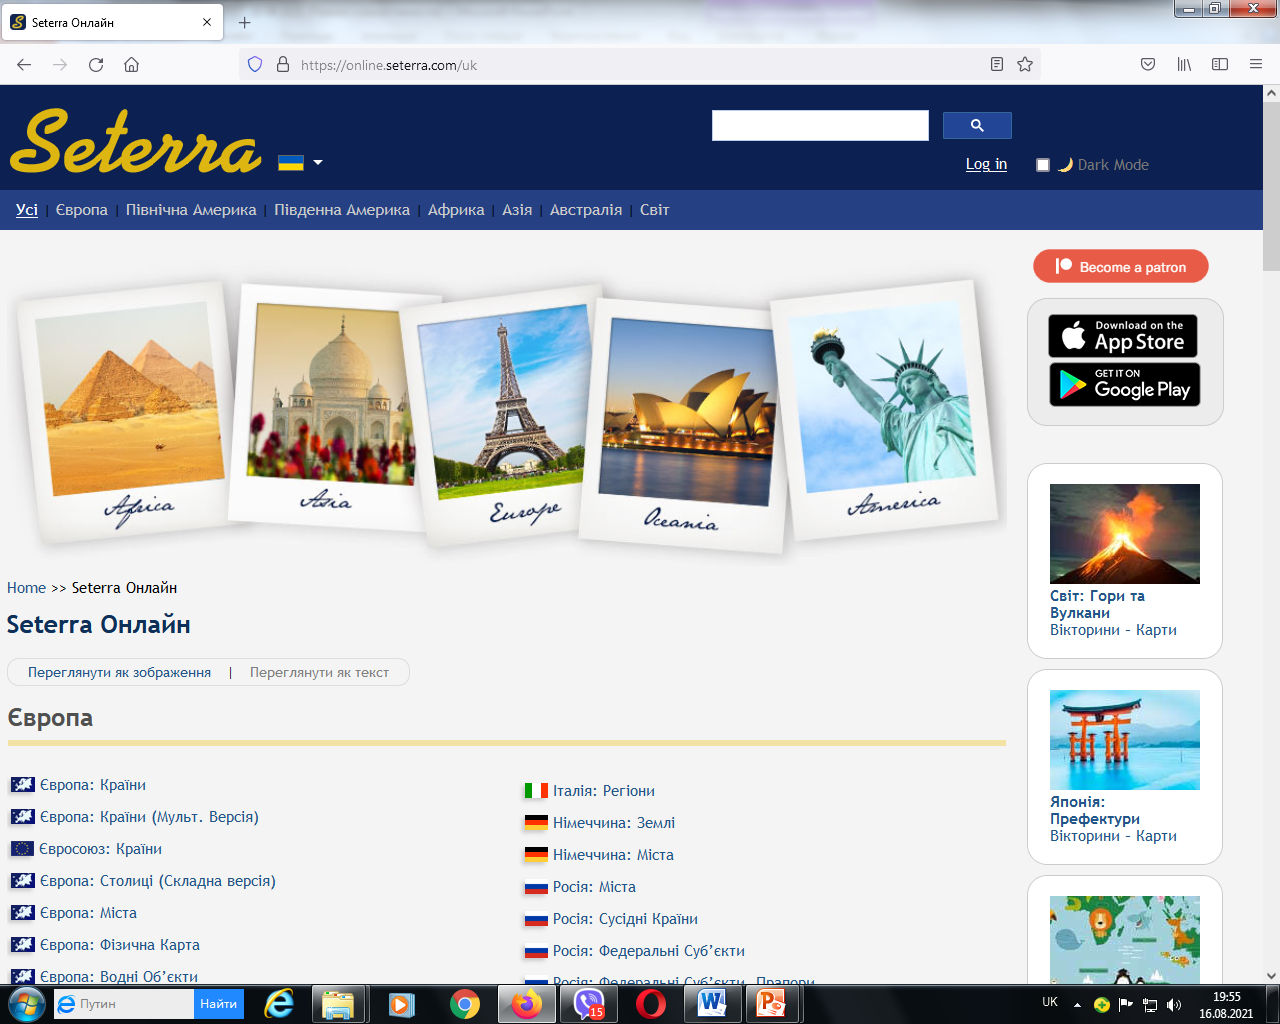 Seterra Онлайн
https://online.seterra.com/uk
Seterra
Log in
Dark Mode
Усі | Європа | Північна Америка | Південна Америка | Африка | Азія | Австралія | Світ
Become a patron
Download on the
App Store
GET IT ON
Google Play
Africa
Asia
Europe
Oceania
America
Home >> Seterra Онлайн
Seterra Онлайн
Переглянути як зображення | Переглянути як текст
Європа
Європа: Країни
Європа: Країни (Мульт. Версія)
Євросоюз: Країни
Європа: Столиці (Складна версія)
Європа: Міста
Європа: Фізична Карта
Європа: Водні Об'єкти
Італія: Регіони
Німеччина: Землі
Німеччина: Міста
Росія: Міста
Росія: Сусідні Країни
Росія: Федеральні Суб'єкти
Росія: Федеральні Суб'єкти, Прапори
Світ: Гори та
Вулкани
Вікторини - Карти
Японія:
Префектури
Вікторини - Карти
Путин
Найти
15
UK
19:55
16.08.2021